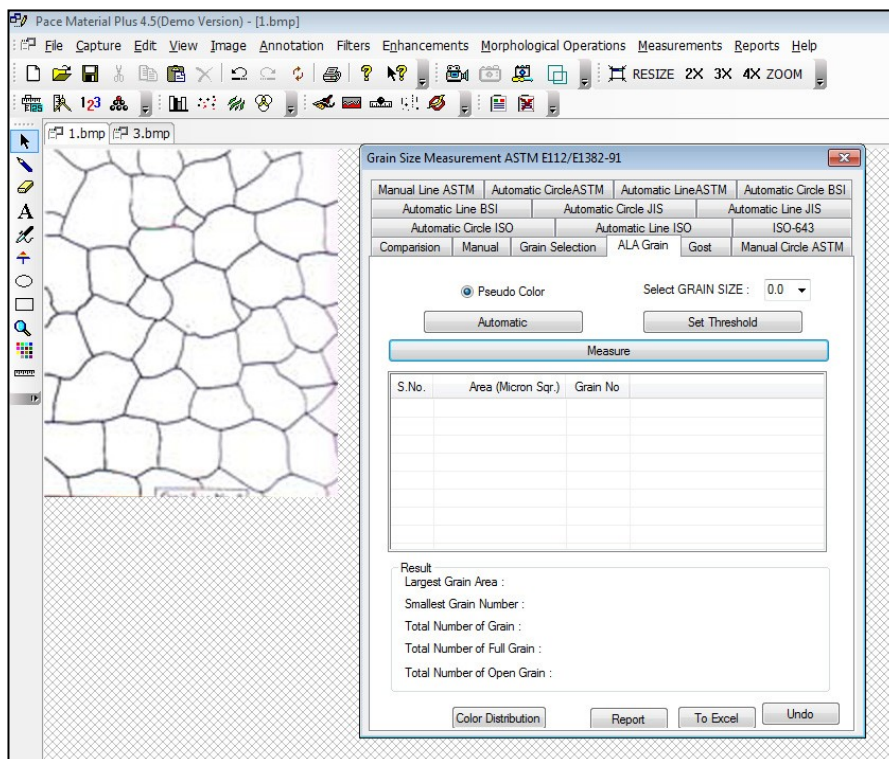 Pace Material Plus 4.5(Demo Version) - [1.bmp]
File Capture Edit View Image Annotation Filters Enhancements Morphological Operations Measurements Reports Help
RESIZE 2X 3X 4X ZOOM
123
1.bmp 3.bmp
A
Grain Size Measurement ASTM E112/E1382-91
Manual Line ASTM Automatic CircleASTM Automatic LineASTM Automatic Circle BSI
Automatic Line BSI Automatic Circle JIS Automatic Line JIS
Automatic Circle ISO Automatic Line ISO ISO-643
Comparision Manual Grain Selection ALA Grain Gost Manual Circle ASTM
Pseudo Color Select GRAIN SIZE : 0.0
Automatic Set Threshold
Measure
S.No. Area (Micron Sqr.) Grain No
Result
Largest Grain Area :
Smallest Grain Number :
Total Number of Grain :
Total Number of Full Grain :
Total Number of Open Grain :
Color Distribution Report To Excel Undo